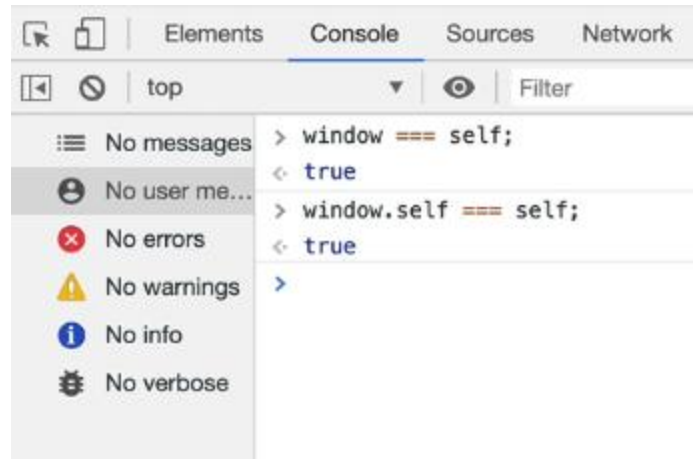 Elements Console Sources Network
top Filter
No messages
No user me...
No errors
No warnings
No info
No verbose
> window === self;
true
> window.self === self;
true
>